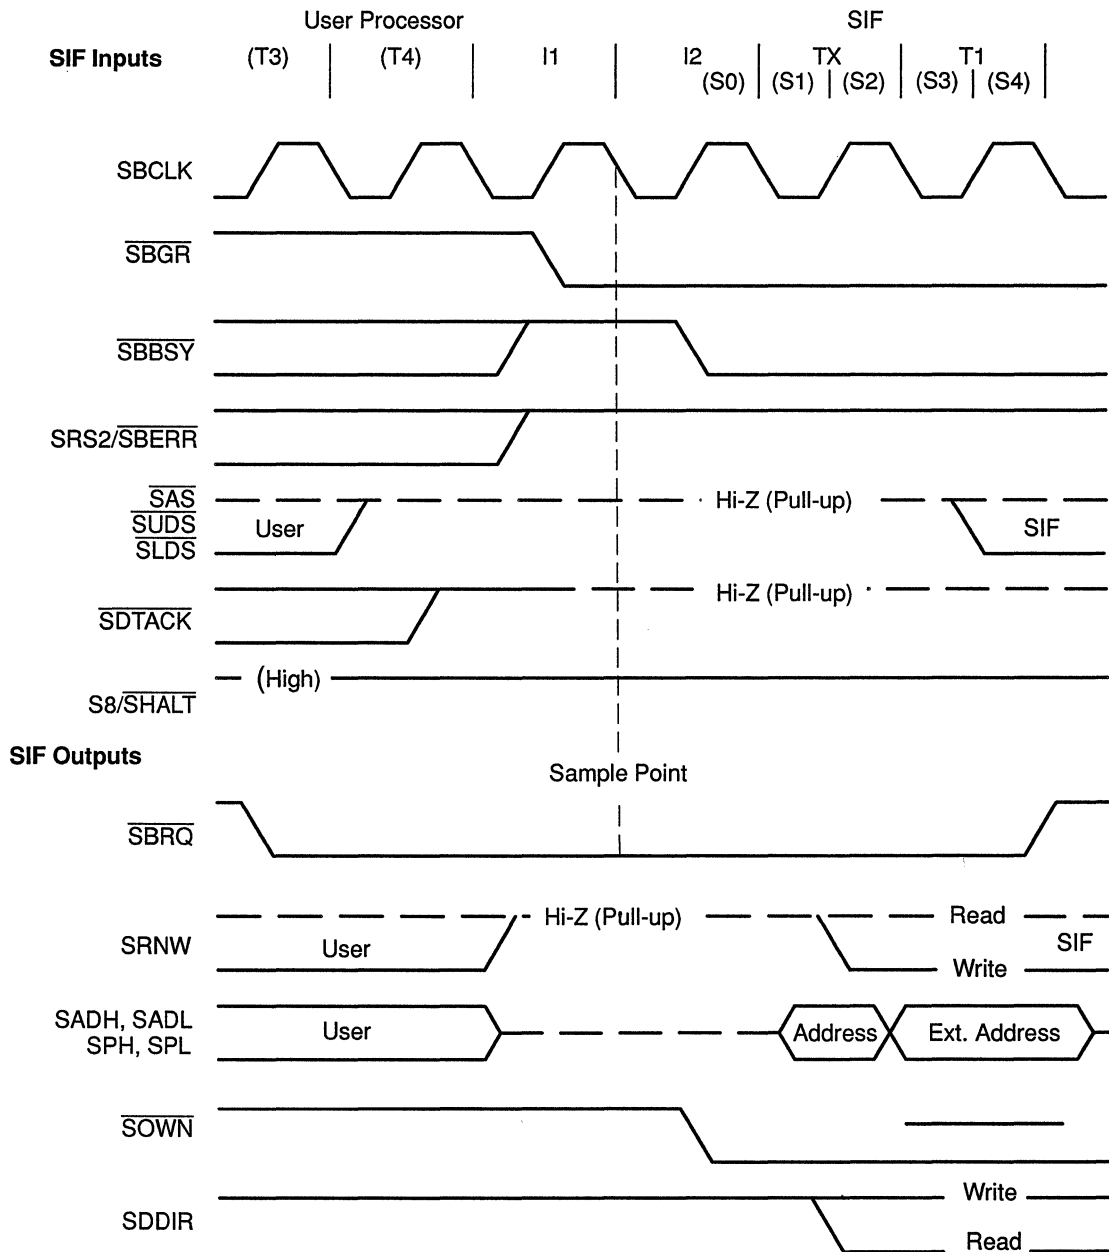 User Processor SIF
SIF Inputs (T3) (T4) I1 I2 TX T1
(S0) (S1) (S2) (S3) (S4)
SBCLK
SBGR
SBBSY
SRS2/SBERR
SAS Hi-Z (Pull-up)
SUDS User SIF
SLDS
SDTACK Hi-Z (Pull-up)
(High)
S8/SHALT
SIF Outputs
Sample Point
SBRQ
Hi-Z (Pull-up) Read
SRNW User SIF
Write
SADH, SADL User Address Ext. Address
SPH, SPL
SOWN
Write
SDDIR
Read